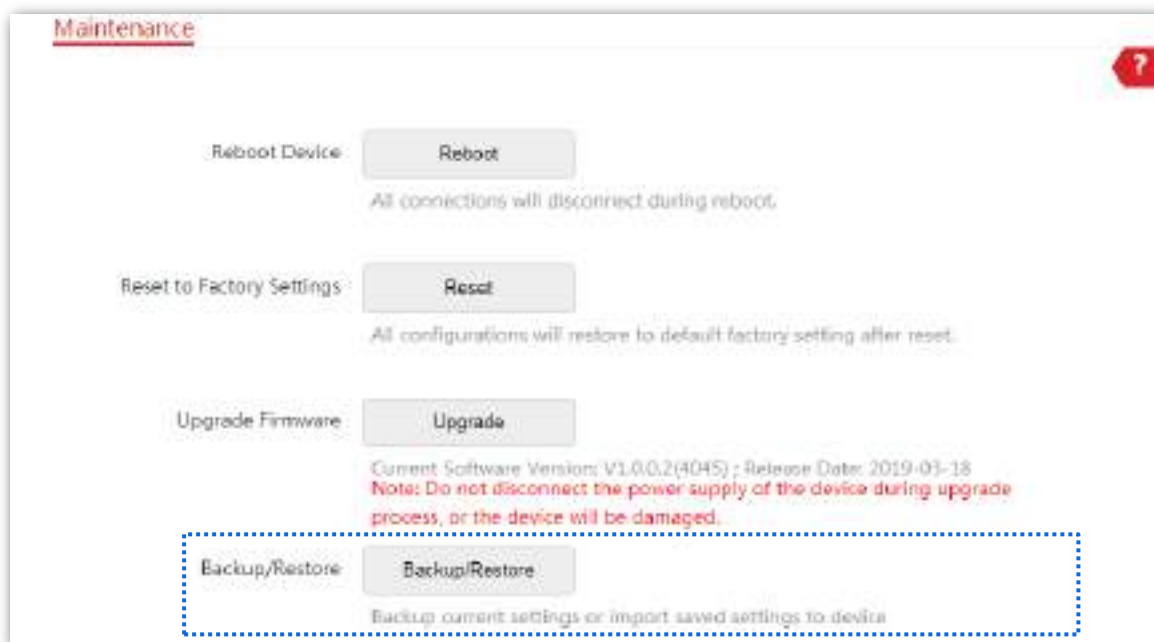 Maintenance
?
Reboot Device Reboot
All connections will disconnect during reboot.
Reset to Factory Settings Reset
All configurations will restore to default factory setting after reset.
Upgrade Firmware Upgrade
Current Software Version: V1.0.0.2(4045) ; Release Date: 2019-03-18
Note: Do not disconnect the power supply of the device during upgrade
process, or the device will be damaged.
Backup/Restore Backup/Restore
Backup current settings or import saved settings to device